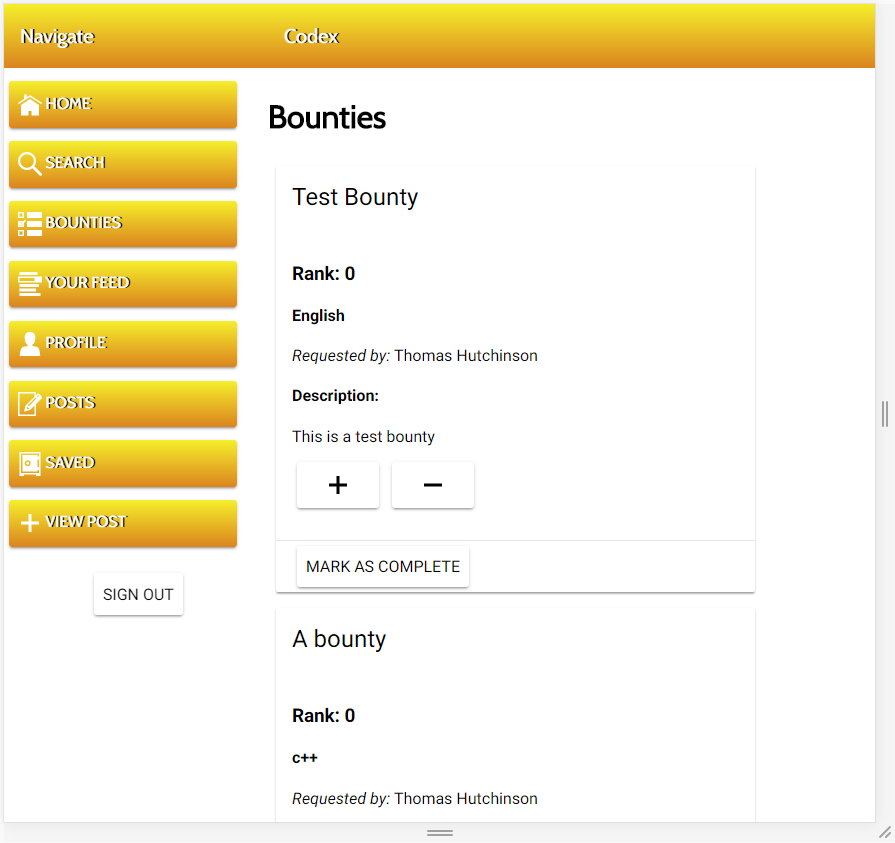 Navigate
Codex
HOME
SEARCH
BOUNTIES
YOUR FEED
PROFILE
POSTS
SAVED
VIEW POST
SIGN OUT
Bounties
Test Bounty
Rank: 0
English
Requested by: Thomas Hutchinson
Description:
This is a test bounty
MARK AS COMPLETE
A bounty
Rank: 0
c++
Requested by: Thomas Hutchinson